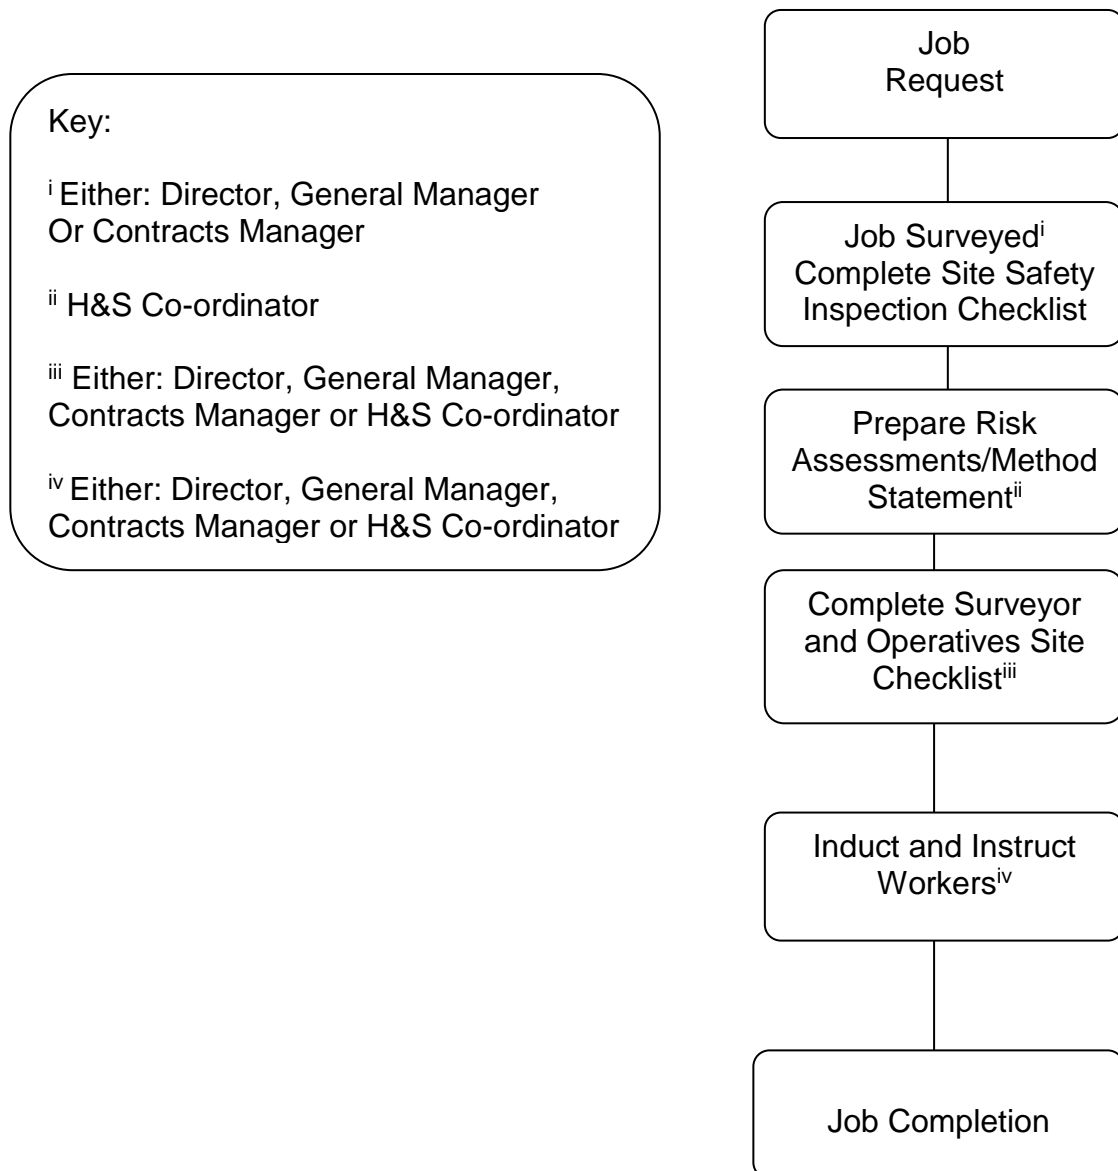 Key:
ⁱ Either: Director, General Manager
Or Contracts Manager
ⁱⁱ H&S Co-ordinator
ⁱⁱⁱ Either: Director, General Manager,
Contracts Manager or H&S Co-ordinator
ⁱᵛ Either: Director, General Manager,
Contracts Manager or H&S Co-ordinator
Job
Request
Job Surveyedⁱ
Complete Site Safety
Inspection Checklist
Prepare Risk
Assessments/Method
Statementⁱⁱ
Complete Surveyor
and Operatives Site
Checklistⁱⁱⁱ
Induct and Instruct
Workersⁱᵛ
Job Completion